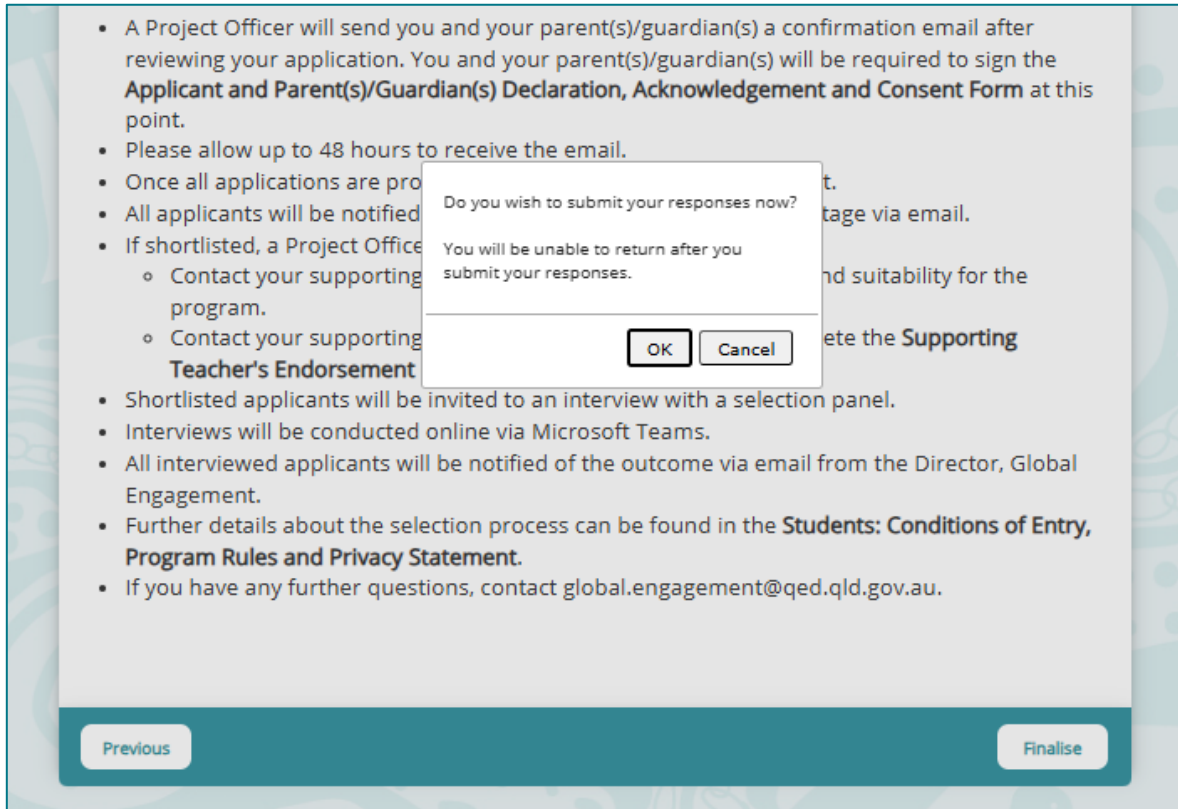 • A Project Officer will send you and your parent(s)/guardian(s) a confirmation email after
reviewing your application. You and your parent(s)/guardian(s) will be required to sign the
Applicant and Parent(s)/Guardian(s) Declaration, Acknowledgement and Consent Form at this
point.
• Please allow up to 48 hours to receive the email.
• Once all applications are pro
t.
• All applicants will be notified
tage via email.
• If shortlisted, a Project Office
◦ Contact your supporting
nd suitability for the
program.
◦ Contact your supporting
ete the Supporting
Teacher's Endorsement
Do you wish to submit your responses now?
You will be unable to return after you
submit your responses.
OK Cancel
• Shortlisted applicants will be invited to an interview with a selection panel.
• Interviews will be conducted online via Microsoft Teams.
• All interviewed applicants will be notified of the outcome via email from the Director, Global
Engagement.
• Further details about the selection process can be found in the Students: Conditions of Entry,
Program Rules and Privacy Statement.
• If you have any further questions, contact global.engagement@qed.qld.gov.au.
Previous Finalise